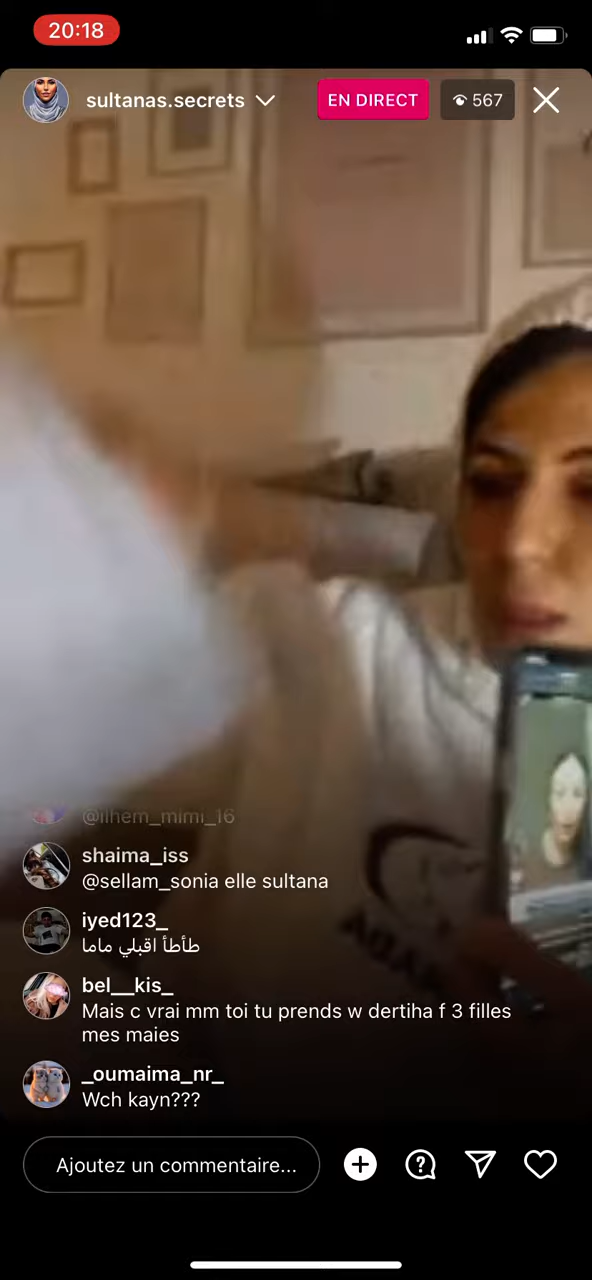 20:18
sultanas.secrets
EN DIRECT
567
@ilhem_mimi_16
shaima_iss
@sellam_sonia elle sultana
iyed123_
طأطأ اقبلي ماما
bel__kis_
Mais c vrai mm toi tu prends w dertiha f 3 filles
mes maies
_oumaima_nr_
Wch kayn???
Ajoutez un commentaire...